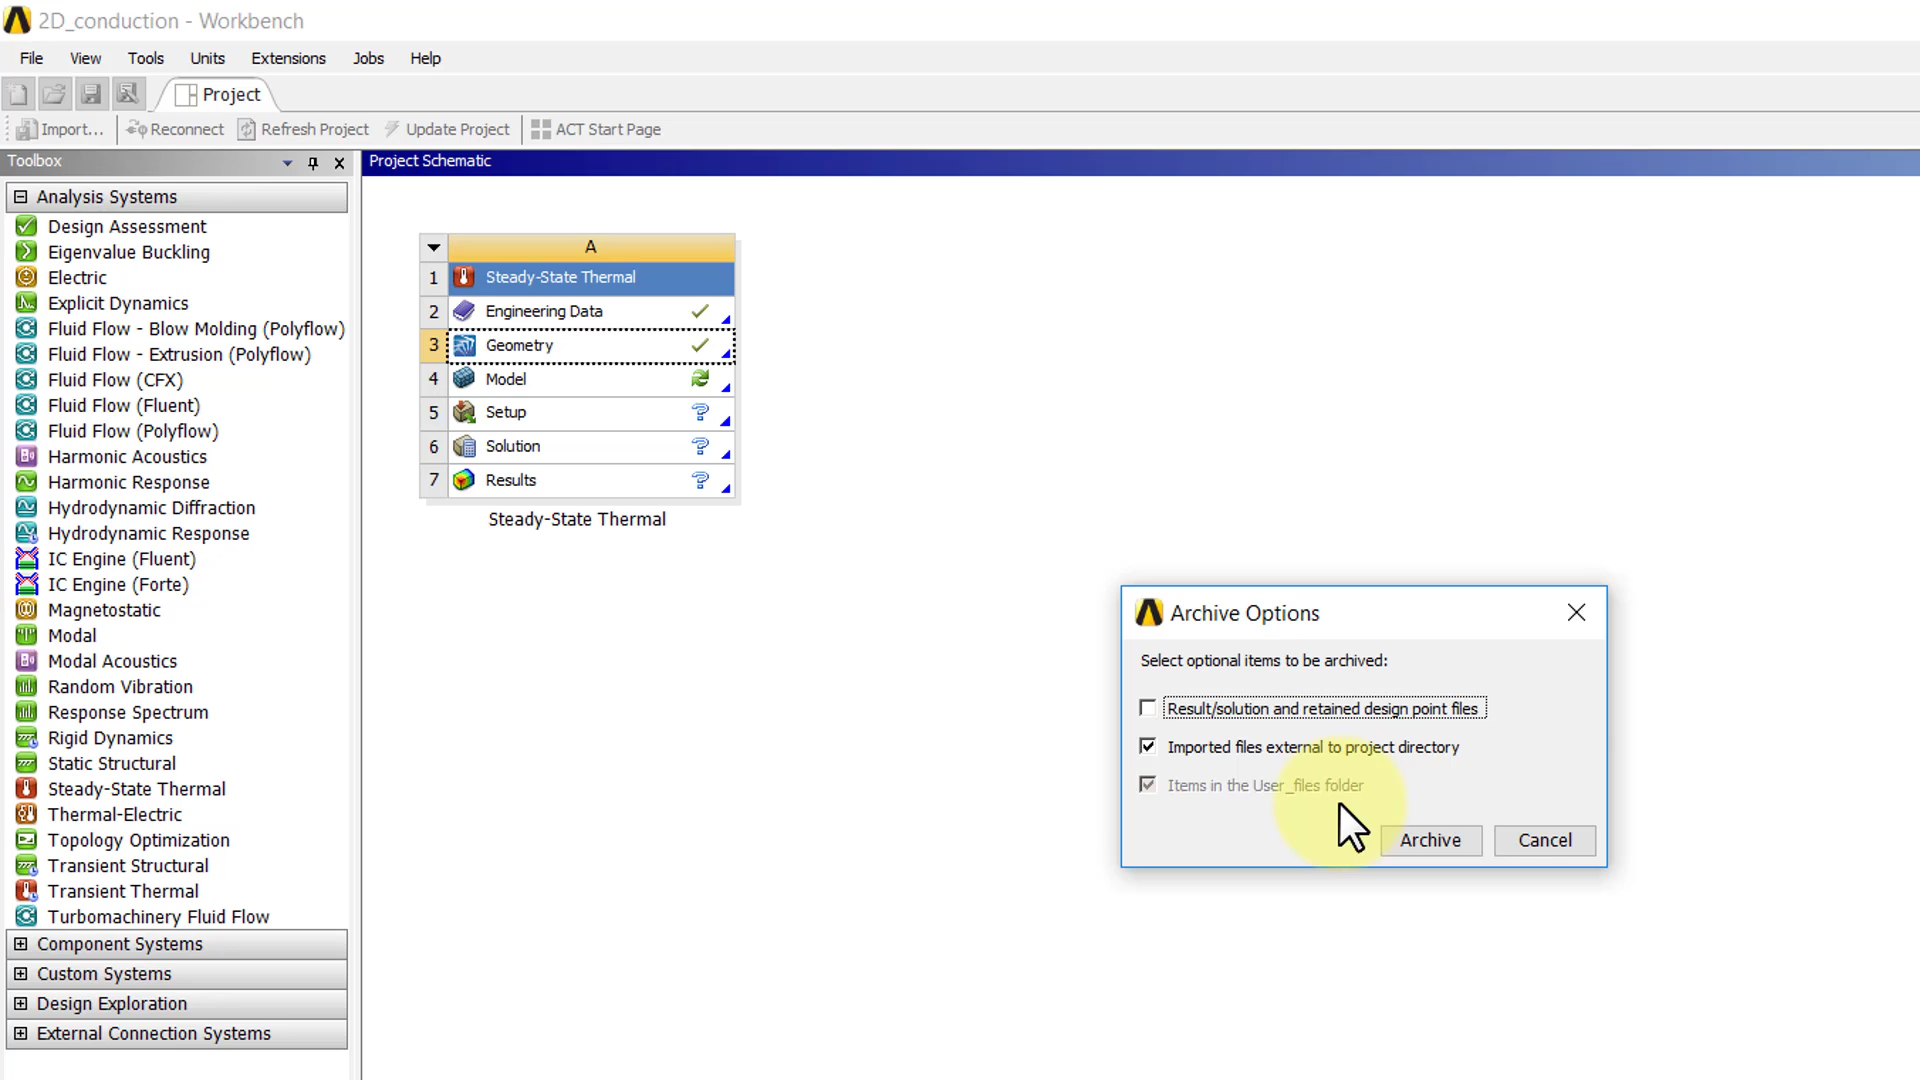 2D_conduction - Workbench
File View Tools Units Extensions Jobs Help
Project
Import... Reconnect Refresh Project Update Project ACT Start Page
Toolbox
Project Schematic
Analysis Systems
Design Assessment
Eigenvalue Buckling
Electric
Explicit Dynamics
Fluid Flow - Blow Molding (Polyflow)
Fluid Flow - Extrusion (Polyflow)
Fluid Flow (CFX)
Fluid Flow (Fluent)
Fluid Flow (Polyflow)
Harmonic Acoustics
Harmonic Response
Hydrodynamic Diffraction
Hydrodynamic Response
IC Engine (Fluent)
IC Engine (Forte)
Magnetostatic
Modal
Modal Acoustics
Random Vibration
Response Spectrum
Rigid Dynamics
Static Structural
Steady-State Thermal
Thermal-Electric
Topology Optimization
Transient Structural
Transient Thermal
Turbomachinery Fluid Flow
Component Systems
Custom Systems
Design Exploration
External Connection Systems
A
1 Steady-State Thermal
2 Engineering Data
3 Geometry
4 Model
5 Setup
6 Solution
7 Results
Steady-State Thermal
Archive Options
Select optional items to be archived:
Result/solution and retained design point files
Imported files external to project directory
Items in the User_files folder
Archive Cancel